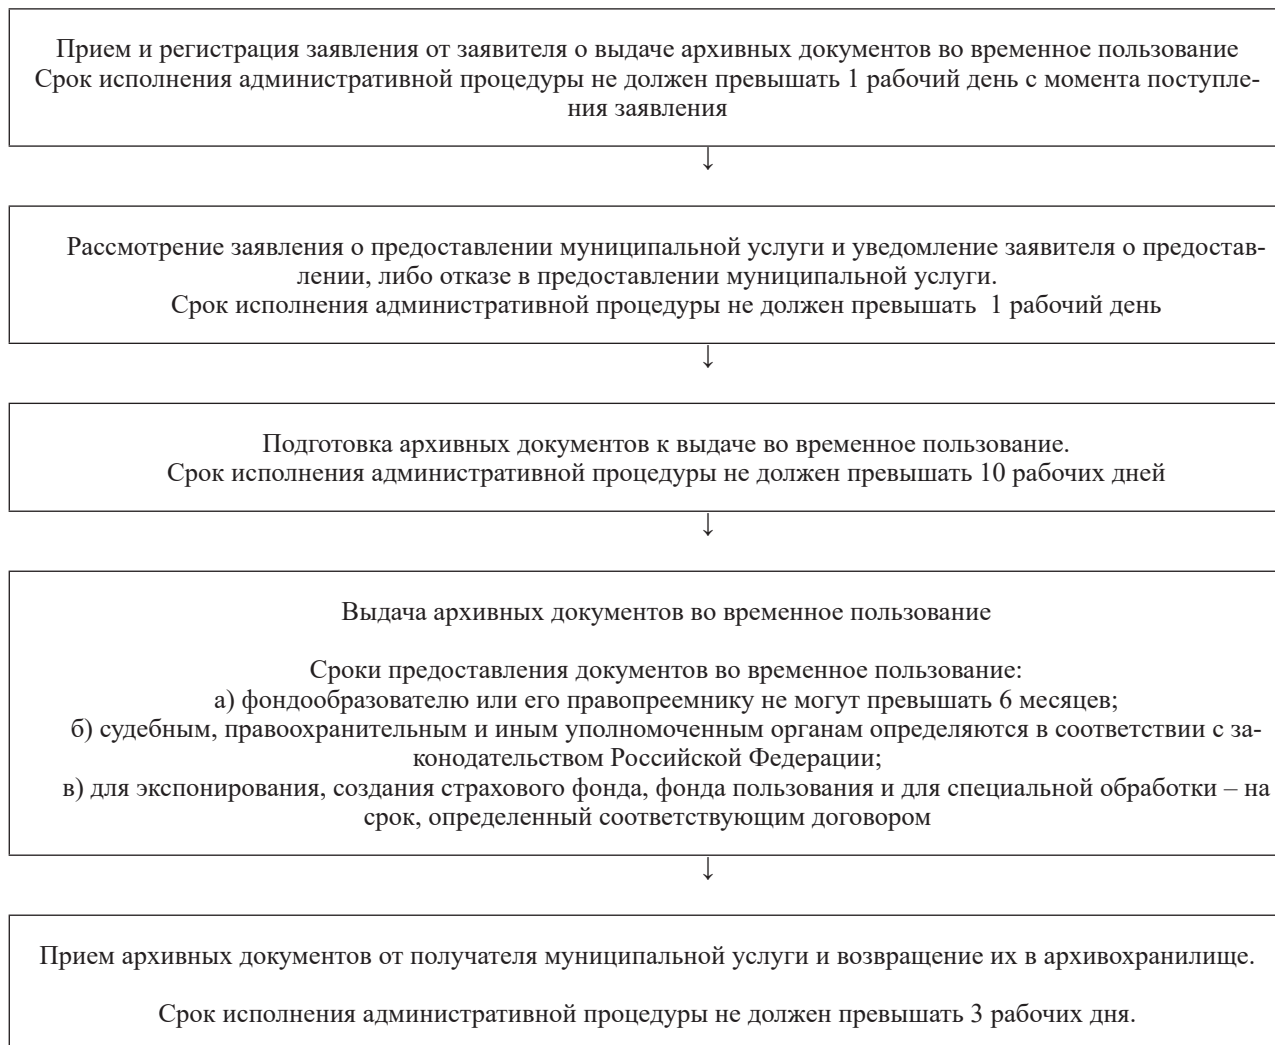 Прием и регистрация заявления от заявителя о выдаче архивных документов во временное пользование
Срок исполнения административной процедуры не должен превышать 1 рабочий день с момента поступле-
ния заявления
↓
Рассмотрение заявления о предоставлении муниципальной услуги и уведомление заявителя о предостав-
лении, либо отказе в предоставлении муниципальной услуги.
Срок исполнения административной процедуры не должен превышать  1 рабочий день
↓
Подготовка архивных документов к выдаче во временное пользование.
Срок исполнения административной процедуры не должен превышать 10 рабочих дней
↓
Выдача архивных документов во временное пользование
Сроки предоставления документов во временное пользование:
а) фондообразователю или его правопреемнику не могут превышать 6 месяцев;
б) судебным, правоохранительным и иным уполномоченным органам определяются в соответствии с за-
конодательством Российской Федерации;
в) для экспонирования, создания страхового фонда, фонда пользования и для специальной обработки – на
срок, определенный соответствующим договором
↓
Прием архивных документов от получателя муниципальной услуги и возвращение их в архивохранилище.
Срок исполнения административной процедуры не должен превышать 3 рабочих дня.